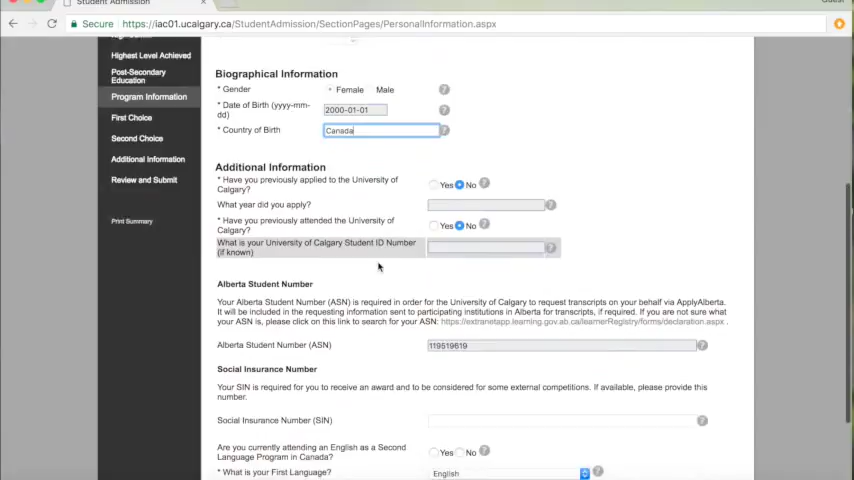 Student Admission
Guest
Secure https://iac01.ucalgary.ca/StudentAdmission/SectionPages/PersonalInformation.aspx
Highest Level Achieved
Post-Secondary
Education
Program Information
First Choice
Second Choice
Additional Information
Review and Submit
Print Summary
Biographical Information
* Gender Female Male
* Date of Birth (yyyy-mm-
dd) 2000-01-01
* Country of Birth Canada
Additional Information
* Have you previously applied to the University of
Calgary? Yes No
What year did you apply?
* Have you previously attended the University of
Calgary? Yes No
What is your University of Calgary Student ID Number
(if known)
Alberta Student Number
Your Alberta Student Number (ASN) is required in order for the University of Calgary to request transcripts on your behalf via ApplyAlberta.
It will be included in the requesting information sent to participating institutions in Alberta for transcripts, if required. If you are not sure what
your ASN is, please click on this link to search for your ASN: https://extranetapp.learning.gov.ab.ca/learnerRegistry/forms/declaration.aspx .
Alberta Student Number (ASN) 119519619
Social Insurance Number
Your SIN is required for you to receive an award and to be considered for some external competitions. If available, please provide this
number.
Social Insurance Number (SIN)
Are you currently attending an English as a Second
Language Program in Canada? Yes No
* What is your First Language? English